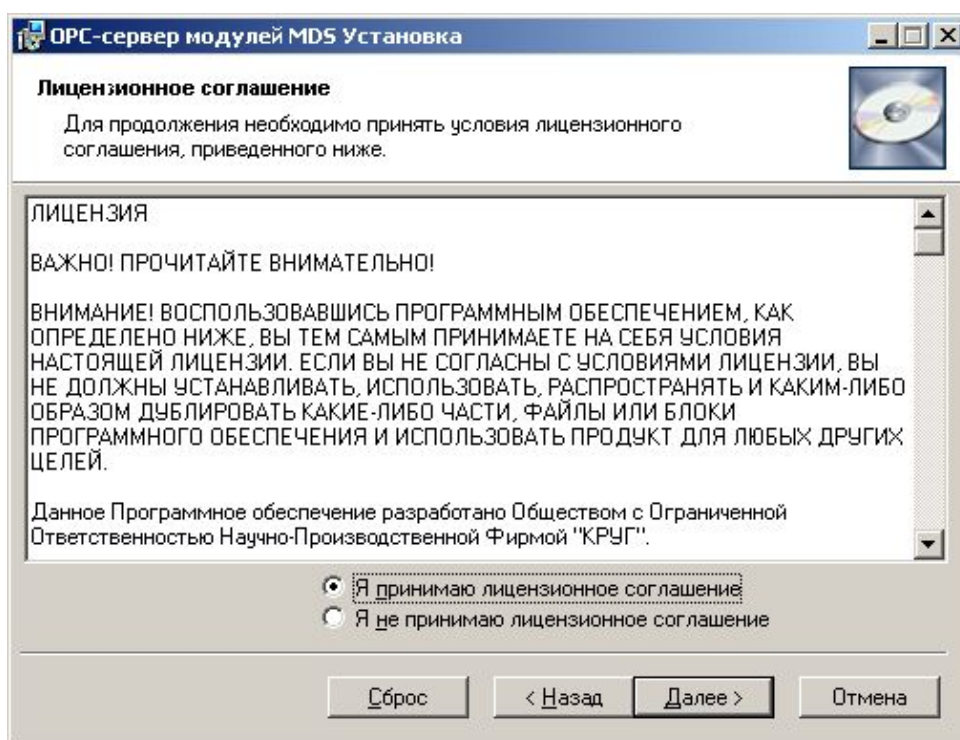 OPC-сервер модулей MDS Установка
Лицензионное соглашение
Для продолжения необходимо принять условия лицензионного
соглашения, приведенного ниже.
ЛИЦЕНЗИЯ
ВАЖНО! ПРОЧИТАЙТЕ ВНИМАТЕЛЬНО!
ВНИМАНИЕ! ВОСПОЛЬЗОВАВШИСЬ ПРОГРАММНЫМ ОБЕСПЕЧЕНИЕМ, КАК
ОПРЕДЕЛЕНО НИЖЕ, ВЫ ТЕМ САМЫМ ПРИНИМАЕТЕ НА СЕБЯ УСЛОВИЯ
НАСТОЯЩЕЙ ЛИЦЕНЗИИ. ЕСЛИ ВЫ НЕ СОГЛАСНЫ С УСЛОВИЯМИ ЛИЦЕНЗИИ, ВЫ
НЕ ДОЛЖНЫ УСТАНАВЛИВАТЬ, ИСПОЛЬЗОВАТЬ, РАСПРОСТРАНЯТЬ И КАКИМ-ЛИБО
ОБРАЗОМ ДУБЛИРОВАТЬ КАКИЕ-ЛИБО ЧАСТИ, ФАЙЛЫ ИЛИ БЛОКИ
ПРОГРАММНОГО ОБЕСПЕЧЕНИЯ И ИСПОЛЬЗОВАТЬ ПРОДУКТ ДЛЯ ЛЮБЫХ ДРУГИХ
ЦЕЛЕЙ.
Данное Программное обеспечение разработано Обществом с Ограниченной
Ответственностью Научно-Производственной Фирмой "КРУГ".
Я принимаю лицензионное соглашение
Я не принимаю лицензионное соглашение
Сброс < Назад Далее > Отмена